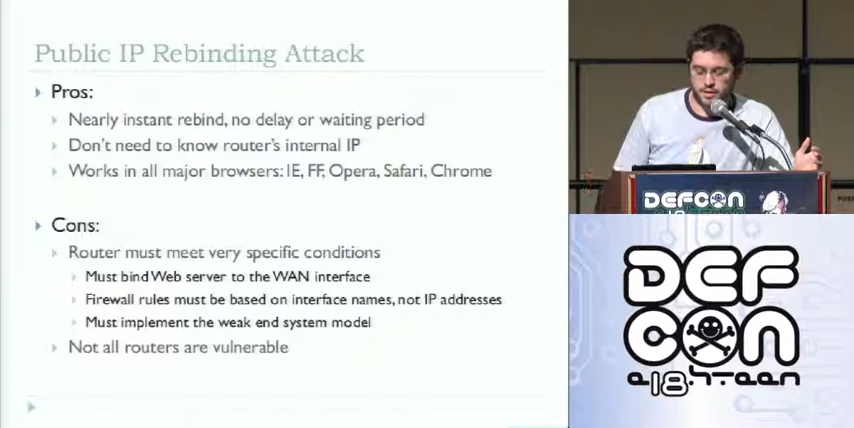 Public IP Rebinding Attack
Pros:
Nearly instant rebind, no delay or waiting period
Don't need to know router's internal IP
Works in all major browsers: IE, FF, Opera, Safari, Chrome
Cons:
Router must meet very specific conditions
Must bind Web server to the WAN interface
Firewall rules must be based on interface names, not IP addresses
Must implement the weak end system model
Not all routers are vulnerable
DEFCON
DEF
CON
e18h-teen